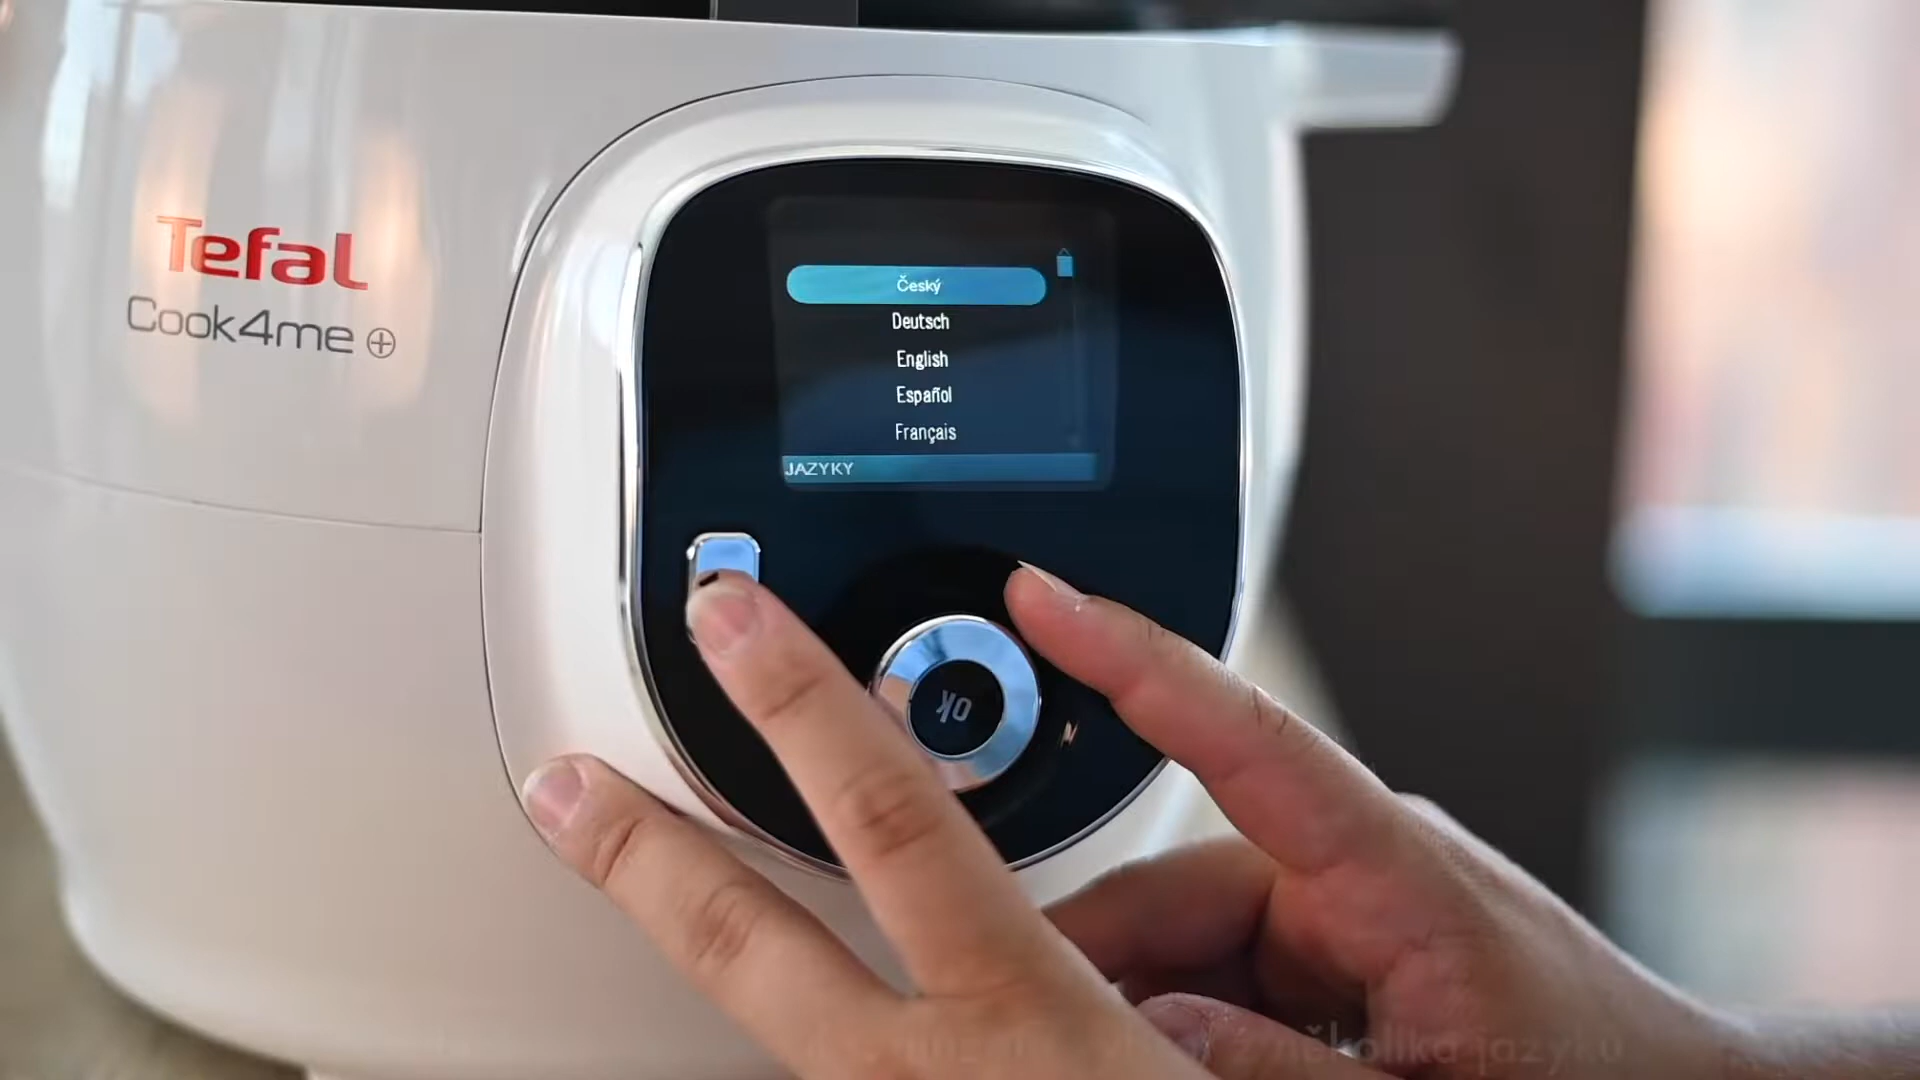 Tefal
Cook4me
Český
Deutsch
English
Español
Français
JAZYKY
ok
z několika jazyků